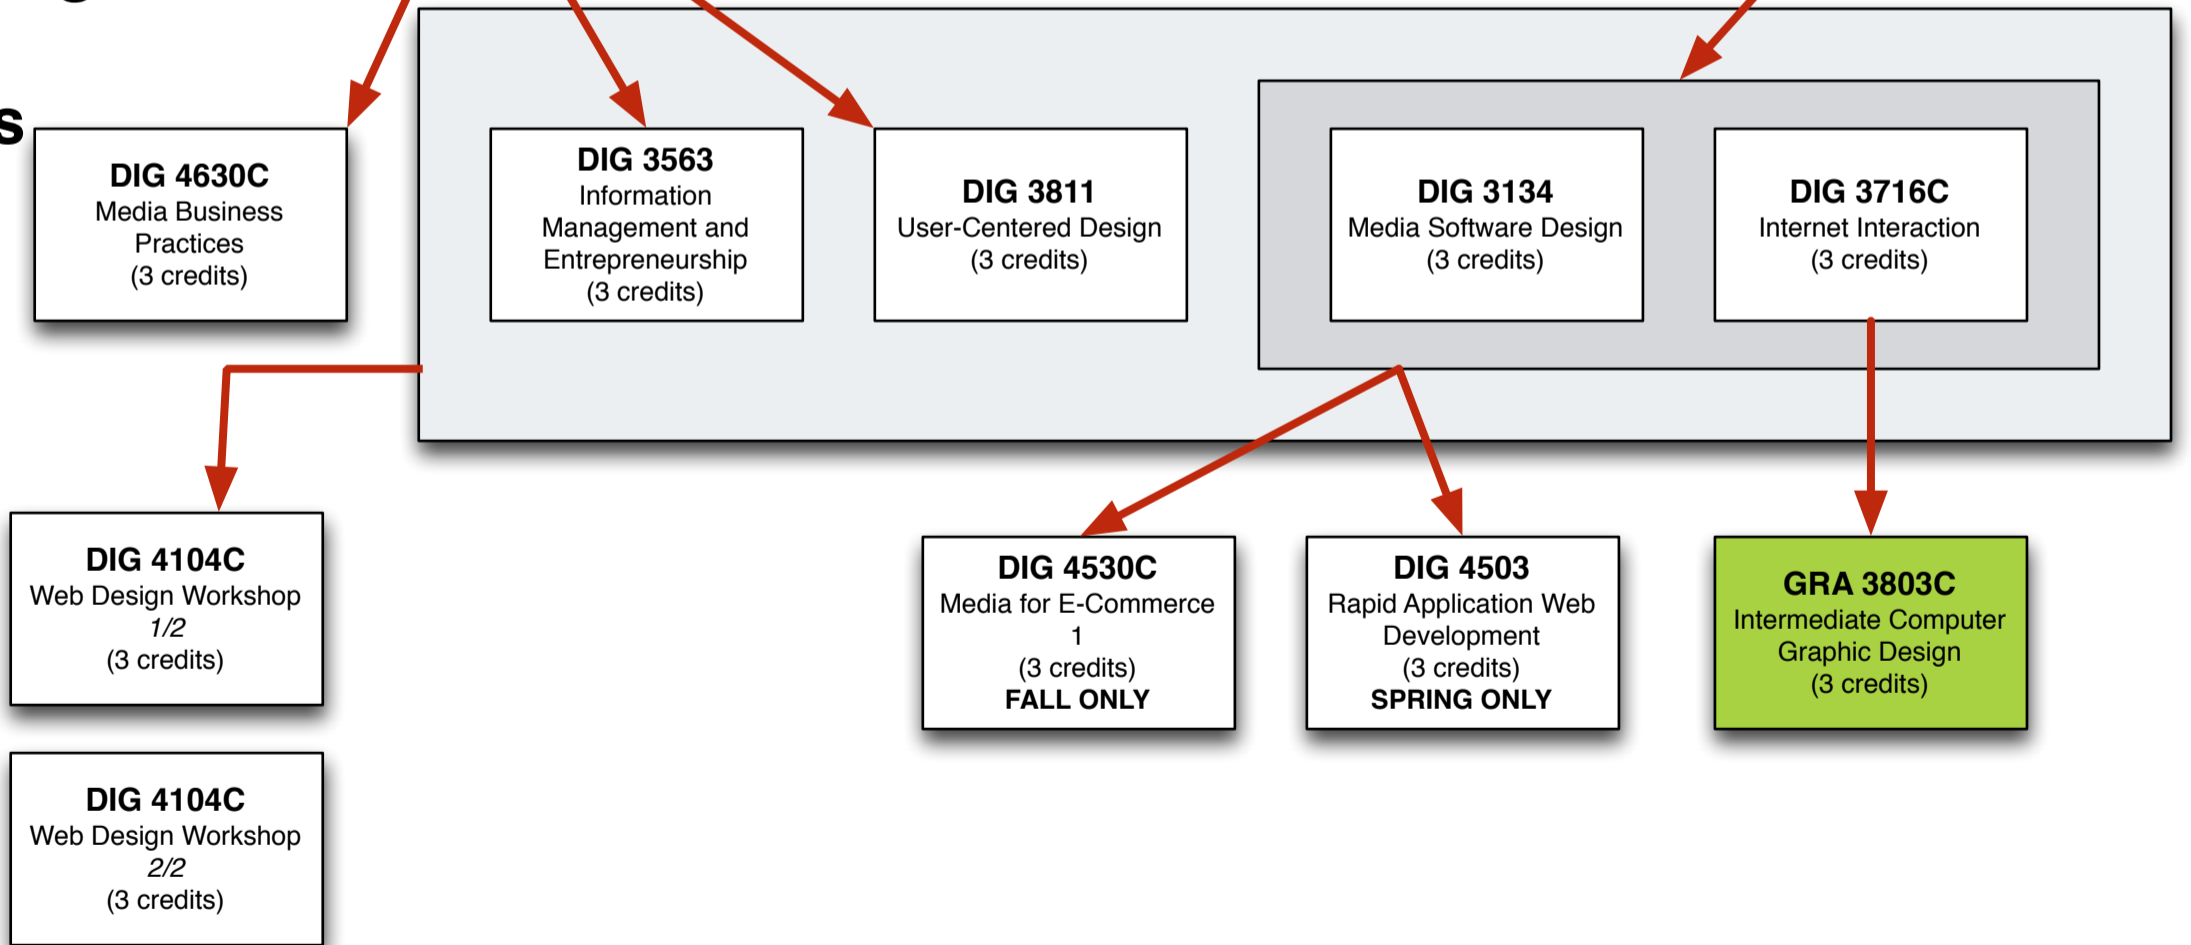 s
DIG 4630C
Media Business
Practices
(3 credits)
DIG 3563
Information
Management and
Entrepreneurship
(3 credits)
DIG 3811
User-Centered Design
(3 credits)
DIG 3134
Media Software Design
(3 credits)
DIG 3716C
Internet Interaction
(3 credits)
DIG 4104C
Web Design Workshop
1/2
(3 credits)
DIG 4530C
Media for E-Commerce
1
(3 credits)
FALL ONLY
DIG 4503
Rapid Application Web
Development
(3 credits)
SPRING ONLY
GRA 3803C
Intermediate Computer
Graphic Design
(3 credits)
DIG 4104C
Web Design Workshop
2/2
(3 credits)